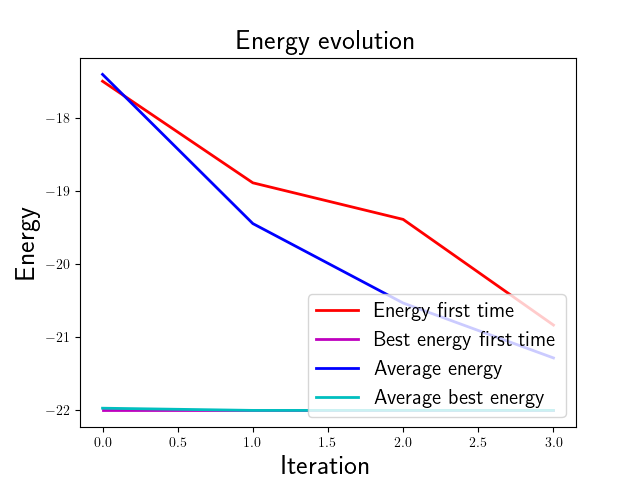 Energy evolution
Energy
−18
−19
−20
−21
−22
Energy first time
Best energy first time
Average energy
Average best energy
0.0 0.5 1.0 1.5 2.0 2.5 3.0
Iteration